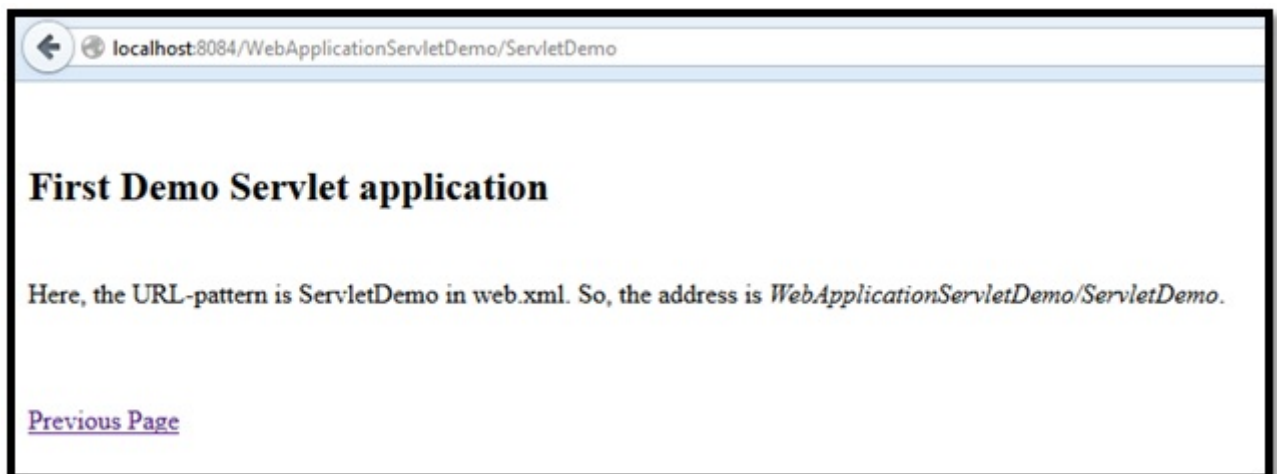 localhost:8084/WebApplicationServletDemo/ServletDemo
First Demo Servlet application
Here, the URL-pattern is ServletDemo in web.xml. So, the address is WebApplicationServletDemo/ServletDemo.
Previous Page